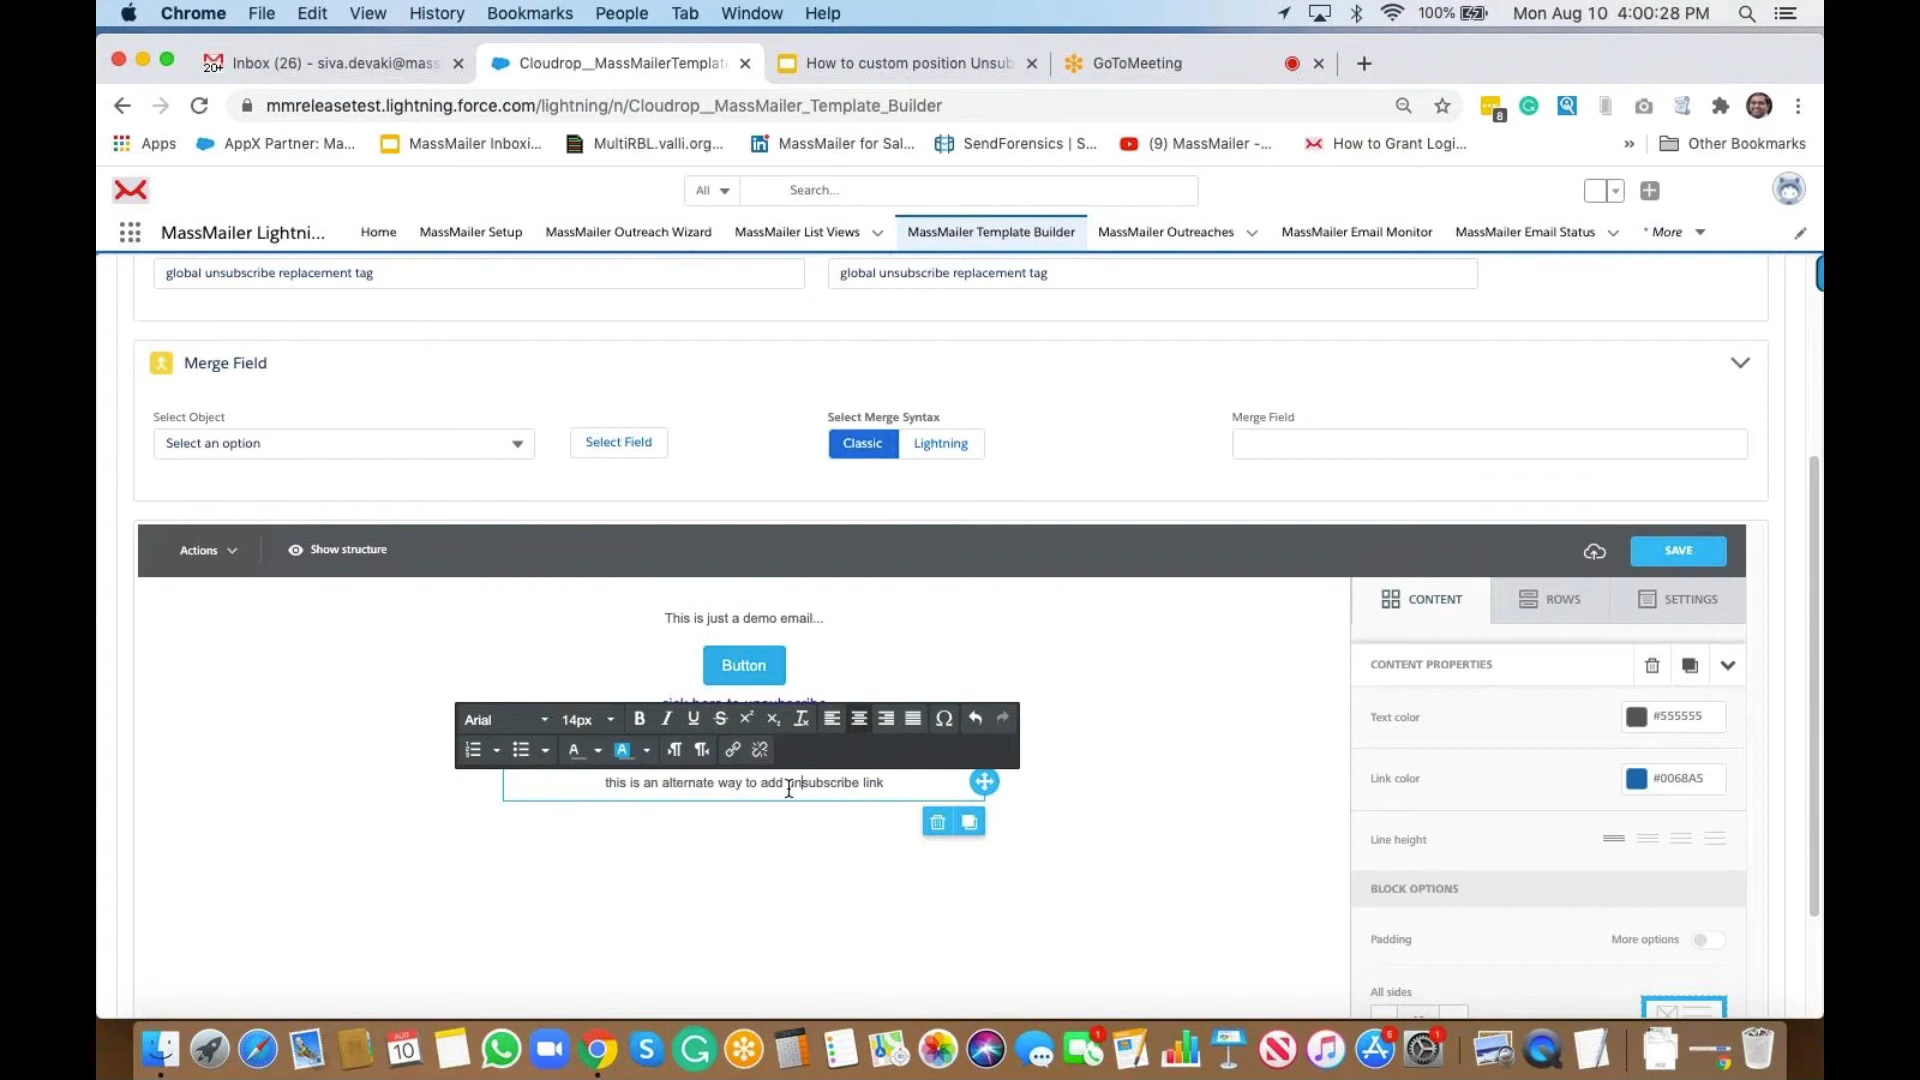 Chrome File Edit View History Bookmarks People Tab Window Help 100% Mon Aug 10 4:00:28 PM
20+ Inbox (26) - siva.devaki@mass Cloudrop__MassMailerTemplat How to custom position Unsub GoToMeeting
mmreleasetest.lightning.force.com/lightning/n/Cloudrop__MassMailer_Template_Builder 8
Apps AppX Partner: Ma... MassMailer Inboxi... MultiRBL.valli.org... MassMailer for Sal... SendForensics | S... (9) MassMailer -... How to Grant Logi... » Other Bookmarks
All Search...
MassMailer Lightni... Home MassMailer Setup MassMailer Outreach Wizard MassMailer List Views MassMailer Template Builder MassMailer Outreaches MassMailer Email Monitor MassMailer Email Status * More
global unsubscribe replacement tag global unsubscribe replacement tag
Merge Field
Select Object Select Merge Syntax Merge Field
Select an option Select Field Classic Lightning
Actions Show structure SAVE
This is just a demo email...
CONTENT ROWS SETTINGS
Button
CONTENT PROPERTIES
Arial 14px B I U S
Text color #555555
this is an alternate way to add unsubscribe link
Link color #0068A5
Line height
BLOCK OPTIONS
Padding More options
All sides
AUG 10 1 5 1